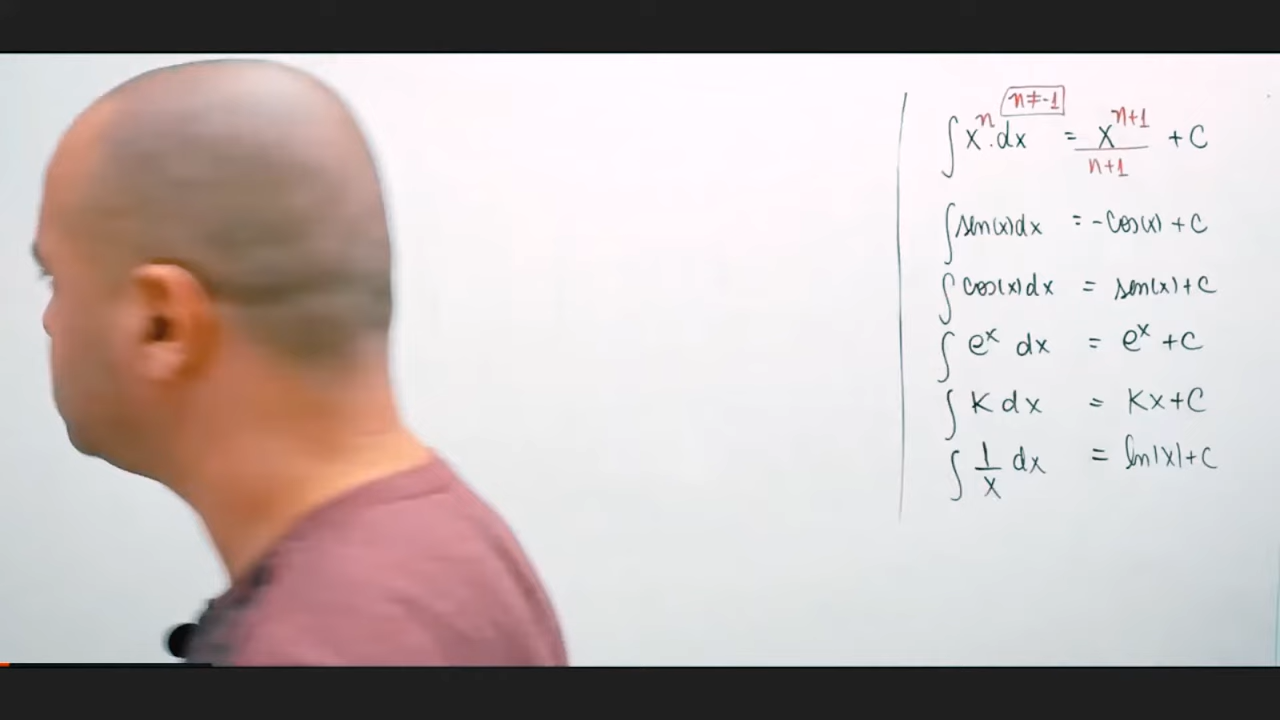 ∫ xⁿ.dx n≠-1 = xⁿ⁺¹/n+1 + C
∫ sen(x)dx = -cos(x) + C
∫ cos(x)dx = sen(x) + C
∫ eˣ dx = eˣ + C
∫ K dx = Kx + C
∫ 1/x dx = ln|x| + C